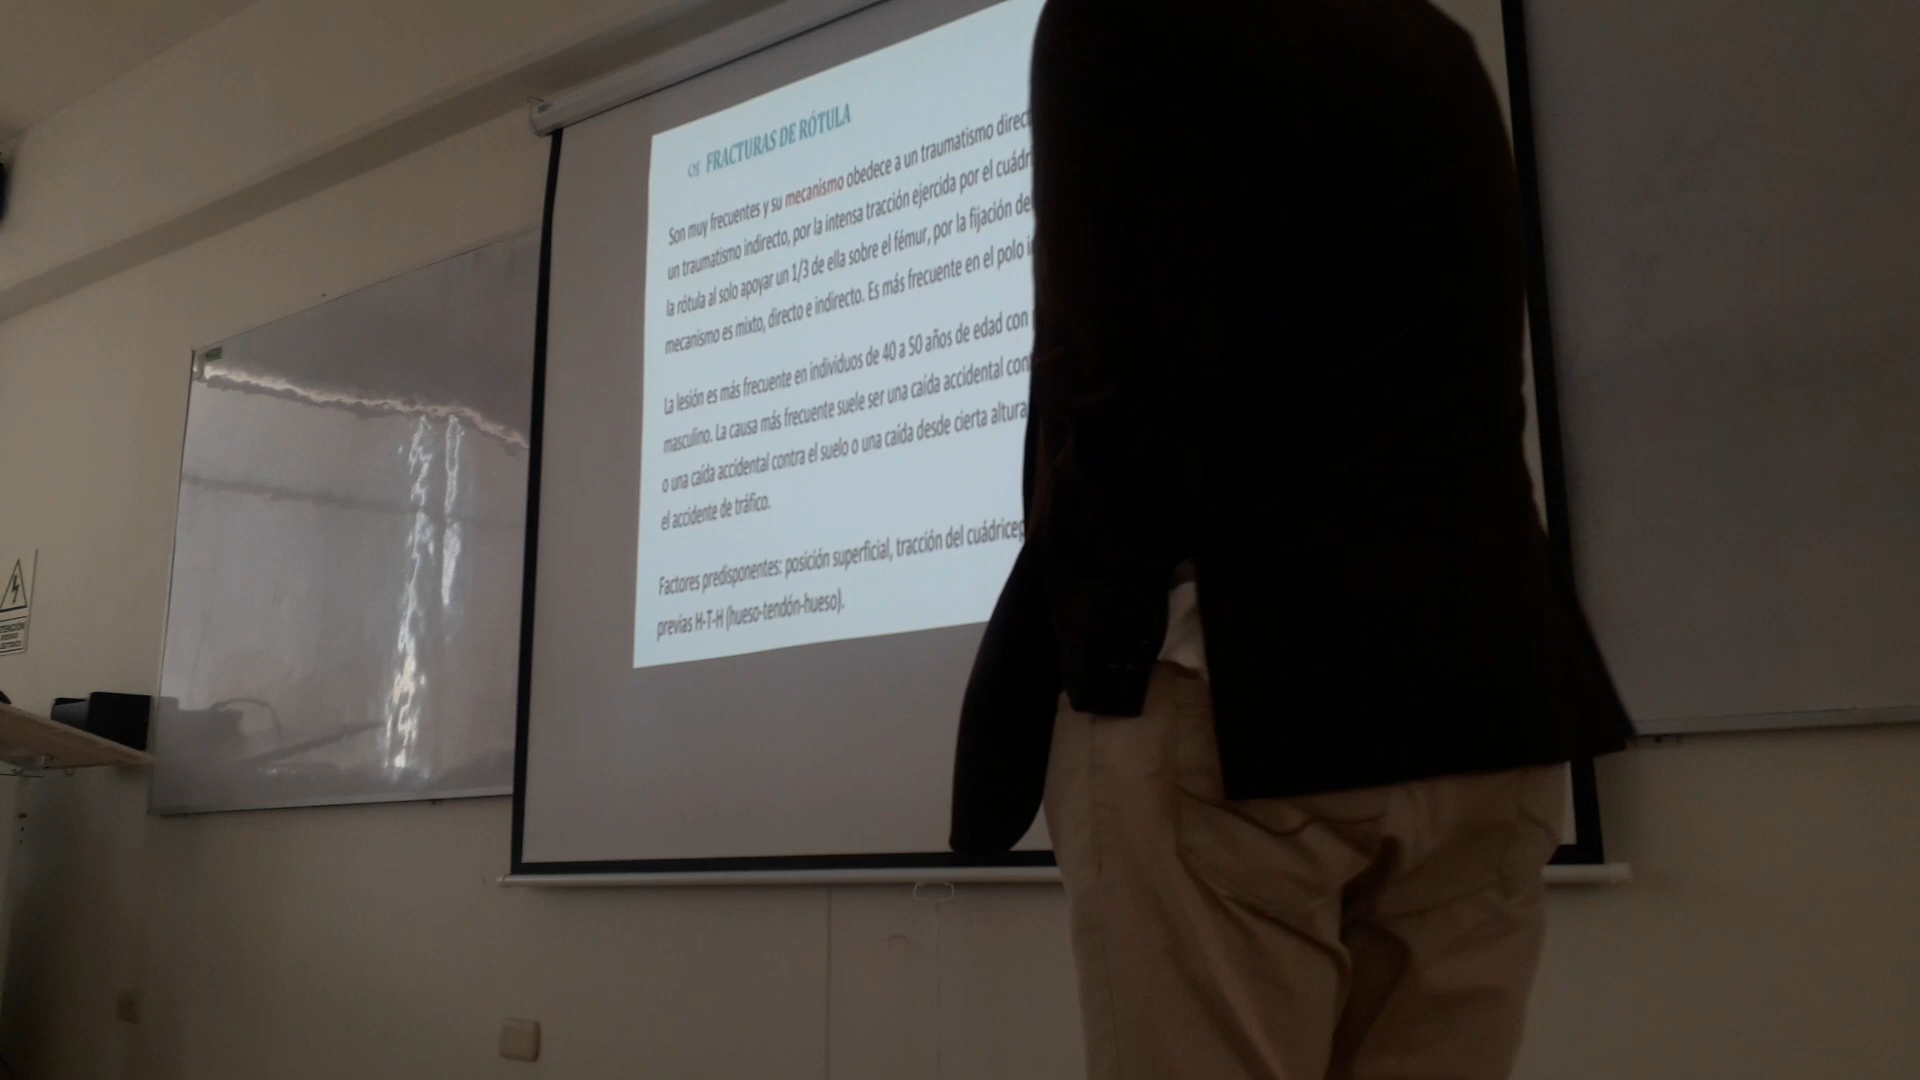 FRACTURAS DE RÓTULA
Son muy frecuentes y su mecanismo obedece a un traumatismo
un traumatismo indirecto, por la intensa tracción ejercida por el
la rótula al solo apoyar un 1/3 de ella sobre el fémur, por la fijación
mecanismo es mixto, directo e indirecto. Es más frecuente en el polo
La lesión es más frecuente en individuos de 40 a 50 años de edad con
masculino. La causa más frecuente suele ser una caída accidental
o una caída accidental contra el suelo o una caída desde cierta altura
el accidente de tráfico.
Factores predisponentes: posición superficial, tracción del
previas H-T-H (hueso-tendón-hueso).